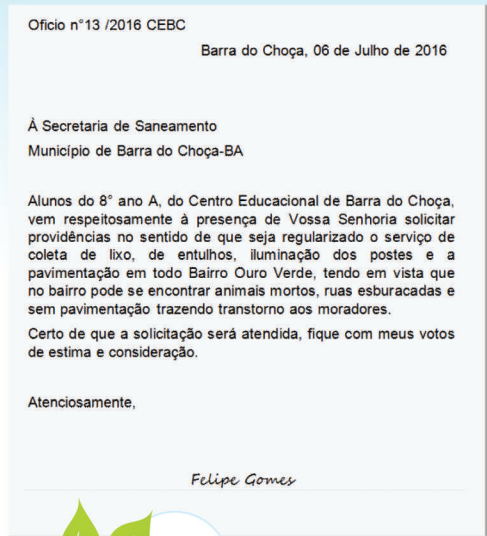 Oficio n°13 /2016 CEBC
Barra do Choça, 06 de Julho de 2016
À Secretaria de Saneamento
Município de Barra do Choça-BA
Alunos do 8° ano A, do Centro Educacional de Barra do Choça,
vem respeitosamente à presença de Vossa Senhoria solicitar
providências no sentido de que seja regularizado o serviço de
coleta de lixo, de entulhos, iluminação dos postes e a
pavimentação em todo Bairro Ouro Verde, tendo em vista que
no bairro pode se encontrar animais mortos, ruas esburacadas e
sem pavimentação trazendo transtorno aos moradores.
Certo de que a solicitação será atendida, fique com meus votos
de estima e consideração.
Atenciosamente,
Felipe Gomes